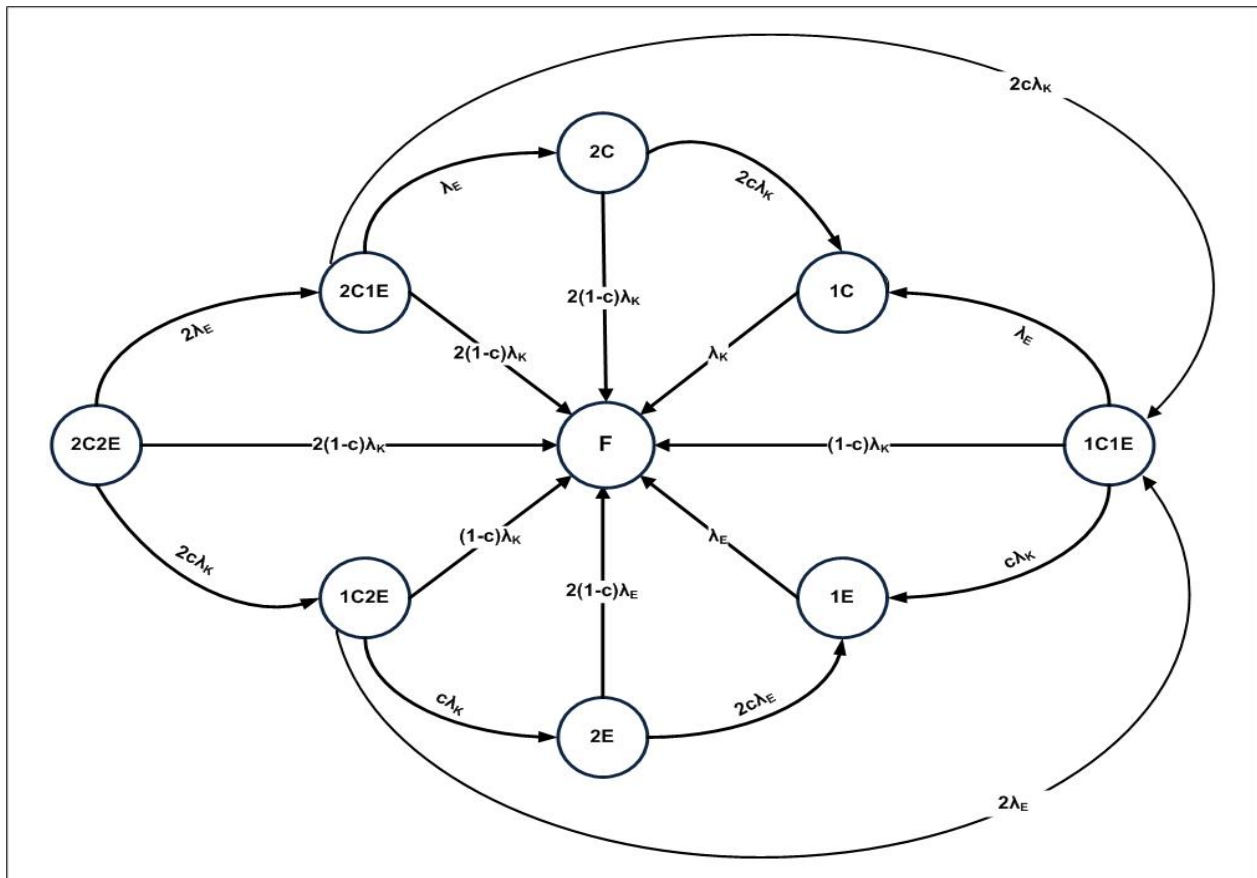 2cλK
2C
λE
2cλK
2C1E
2(1-c)λK
1C
2λE
2(1-c)λK
λK
λE
2C2E
2(1-c)λK
F
(1-c)λK
1C1E
2cλK
(1-c)λK
λE
cλK
1C2E
2(1-c)λE
1E
cλK
2E
2cλE
2λE